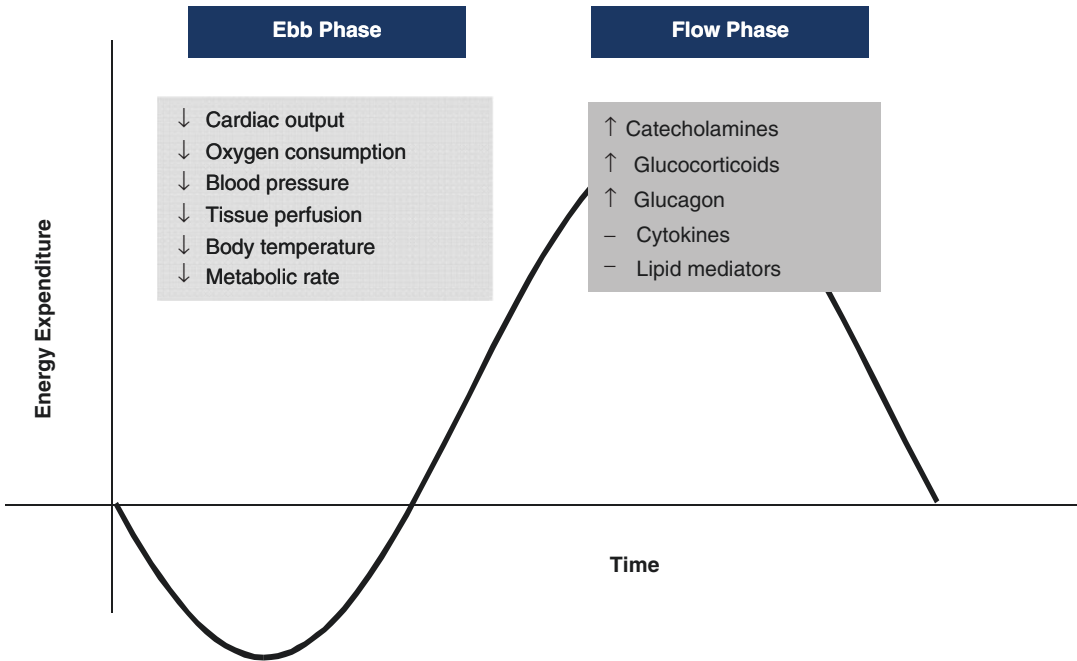 Ebb Phase
Flow Phase
↓ Cardiac output
↓ Oxygen consumption
↓ Blood pressure
↓ Tissue perfusion
↓ Body temperature
↓ Metabolic rate
↑ Catecholamines
↑ Glucocorticoids
↑ Glucagon
– Cytokines
– Lipid mediators
Energy Expenditure
Time